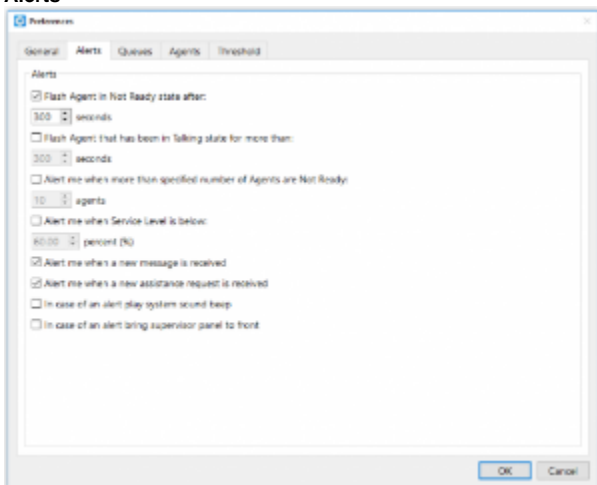 Alerts
Preferences
General Alerts Queues Agents Threshold
Alerts
Flash Agent in Not Ready state after:
300 seconds
Flash Agent that has been in Talking state for more than:
300 seconds
Alert me when more than specified number of Agents are Not Ready:
10 agents
Alert me when Service Level is below:
60.00 percent (%)
Alert me when a new message is received
Alert me when a new assistance request is received
In case of an alert play system sound beep
In case of an alert bring supervisor panel to front
OK Cancel